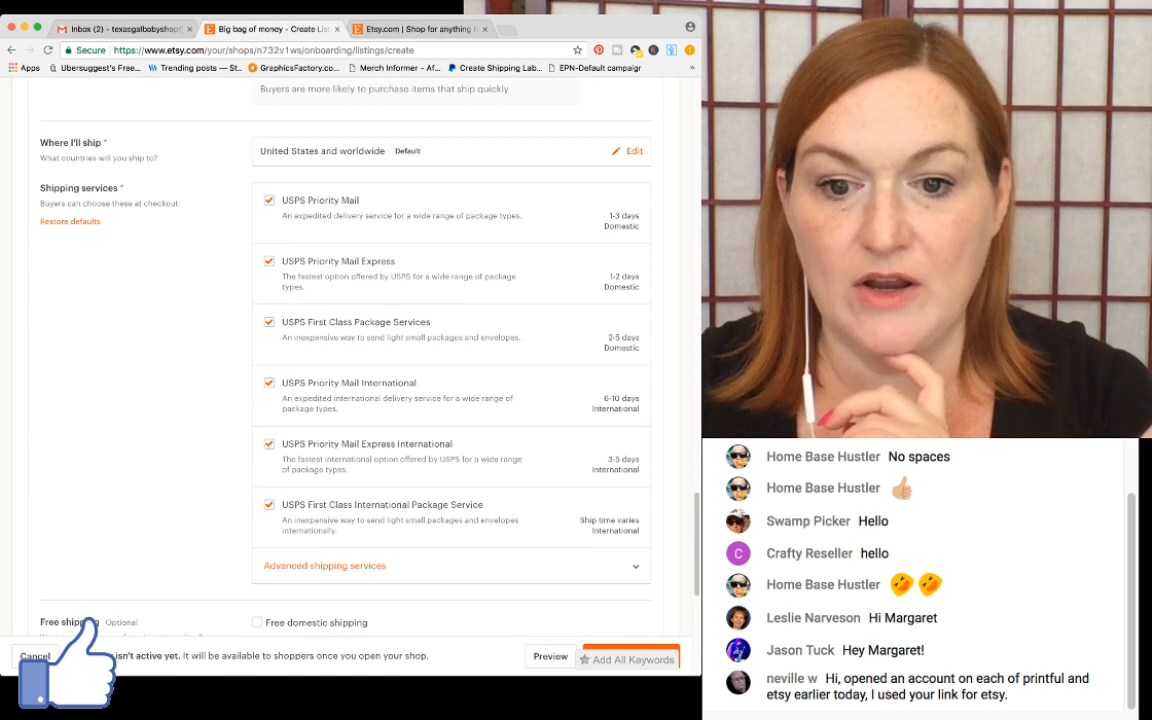 Inbox (2) - texasgalbabyshop
Big bag of money - Create List
Etsy.com | Shop for anything
Secure
https://www.etsy.com/your/shops/n732v1ws/onboarding/listings/create
Apps
Ubersuggest's Free...
Trending posts — St...
GraphicsFactory.co...
Merch Informer - Af...
Create Shipping Lab...
EPN-Default campaigr
»
Buyers are more likely to purchase items that ship quickly
Where I'll ship *
What countries will you ship to?
United States and worldwide Default
Edit
Shipping services *
Buyers can choose these at checkout
Restore defaults
USPS Priority Mail
An expedited delivery service for a wide range of package types.
1-3 days
Domestic
USPS Priority Mail Express
The fastest option offered by USPS for a wide range of package
types.
1-2 days
Domestic
USPS First Class Package Services
An inexpensive way to send light small packages and envelopes.
2-5 days
Domestic
USPS Priority Mail International
An expedited international delivery service for a wide range of
package types.
6-10 days
International
USPS Priority Mail Express International
The fastest international option offered by USPS for a wide range
of package types.
3-5 days
International
USPS First Class International Package Service
An inexpensive way to send light small packages and envelopes
internationally.
Ship time varies
International
Advanced shipping services
Free shipping Optional
Free domestic shipping
Cancel
isn't active yet. It will be available to shoppers once you open your shop.
Preview
Add All Keywords
Home Base Hustler No spaces
Home Base Hustler
Swamp Picker Hello
C Crafty Reseller hello
Home Base Hustler
Leslie Narveson Hi Margaret
Jason Tuck Hey Margaret!
neville w Hi, opened an account on each of printful and
etsy earlier today, I used your link for etsy.